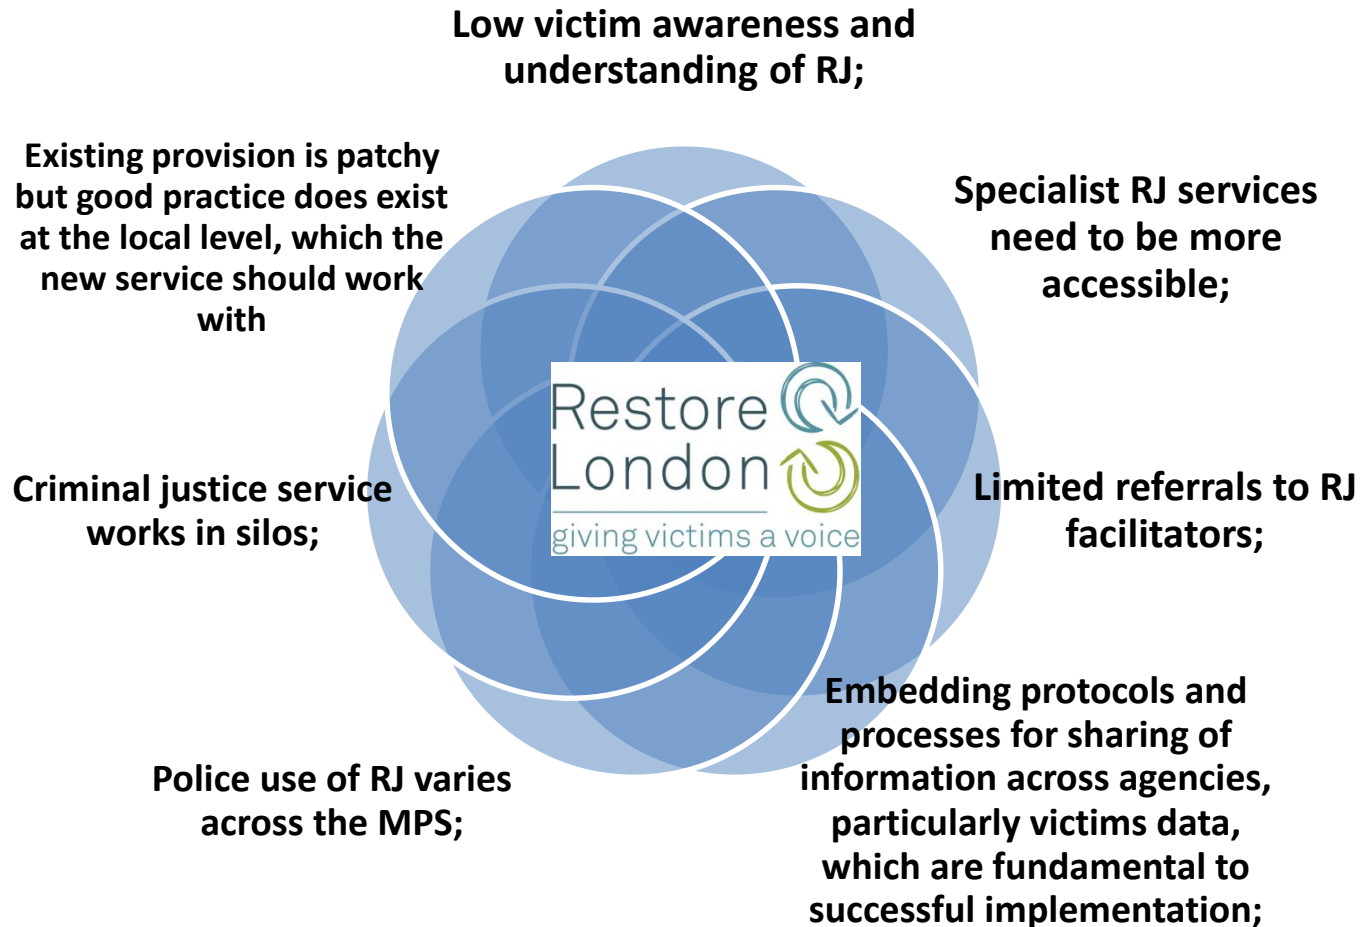 Low victim awareness and
understanding of RJ;
Existing provision is patchy
but good practice does exist
at the local level, which the
new service should work
with
Specialist RJ services
need to be more
accessible;
Restore
London
giving victims a voice
Criminal justice service
works in silos;
Limited referrals to RJ
facilitators;
Police use of RJ varies
across the MPS;
Embedding protocols and
processes for sharing of
information across agencies,
particularly victims data,
which are fundamental to
successful implementation;